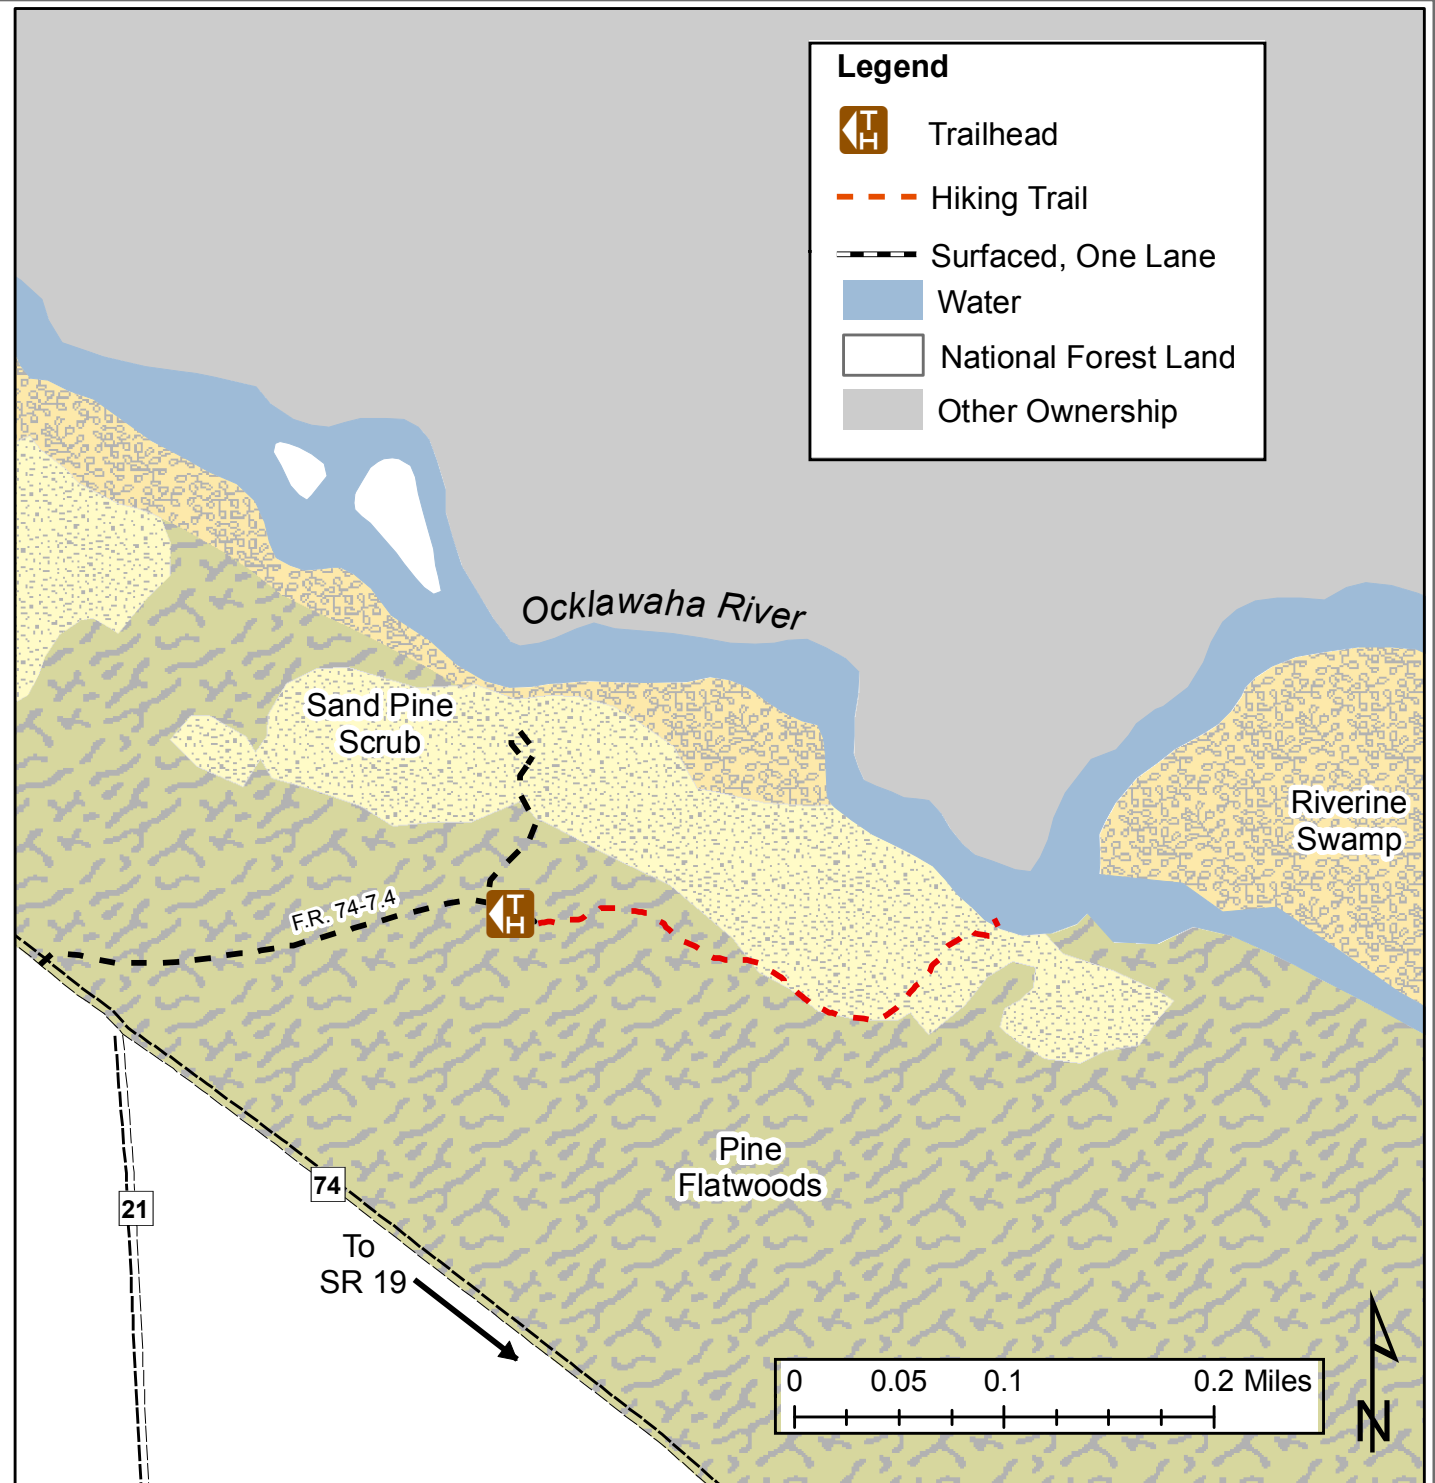 Legend
TH
Trailhead
Hiking Trail
Surfaced, One Lane
Water
National Forest Land
Other Ownership
Ocklawaha River
Sand Pine
Scrub
Riverine
Swamp
F.R. 74-7.4
TH
Pine
Flatwoods
74
21
To
SR 19
0 0.05 0.1 0.2 Miles
N